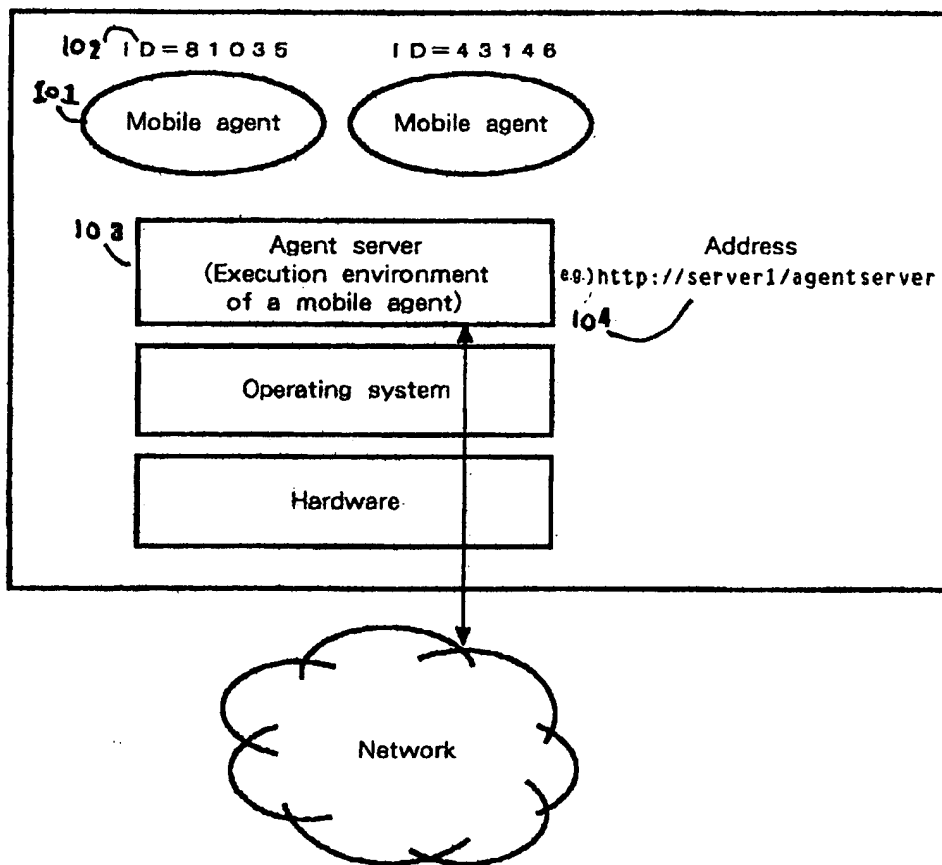 102 ID=81035 ID=43146
101
Mobile agent Mobile agent
103
Agent server
(Execution environment
of a mobile agent)
Address
e.g.)http://server1/agentserver
104
Operating system
Hardware
Network